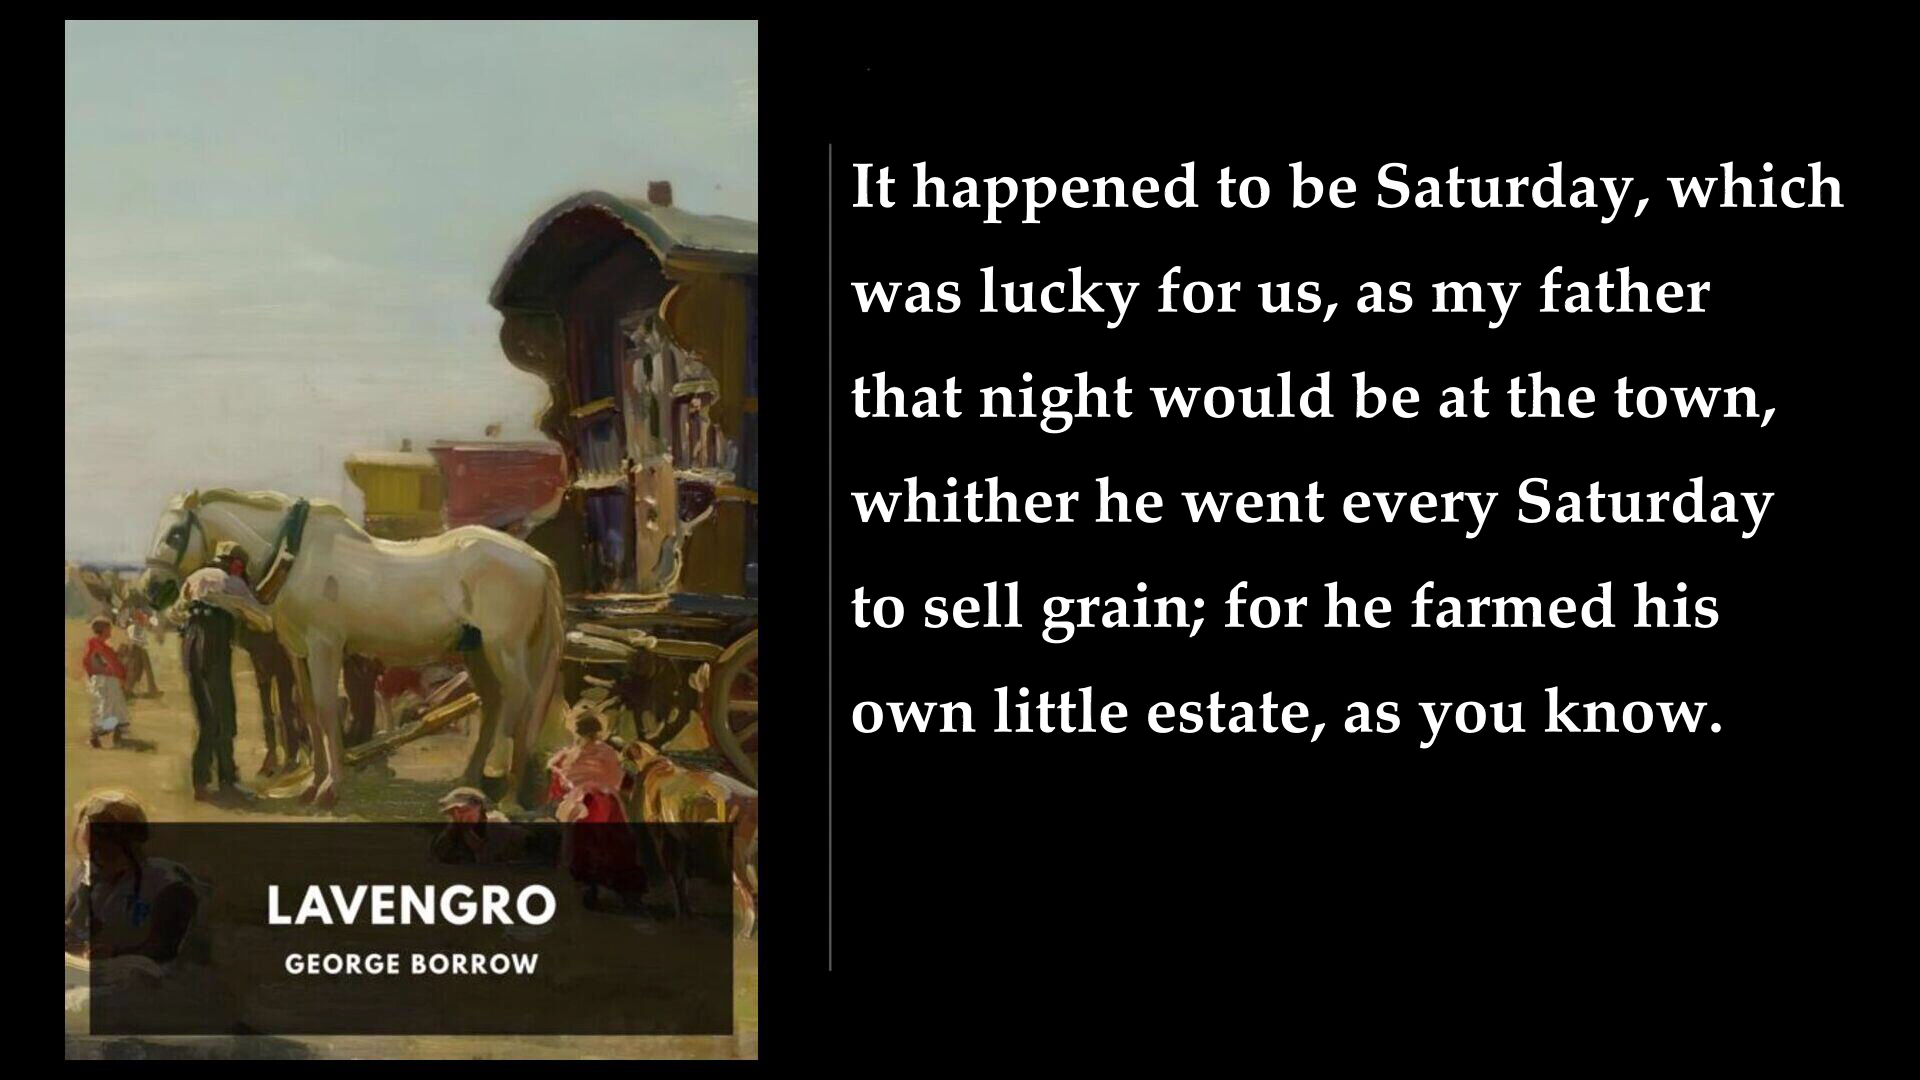 It happened to be Saturday, which
was lucky for us, as my father
that night would be at the town,
whither he went every Saturday
to sell grain; for he farmed his
own little estate, as you know.
LAVENGRO
GEORGE BORROW